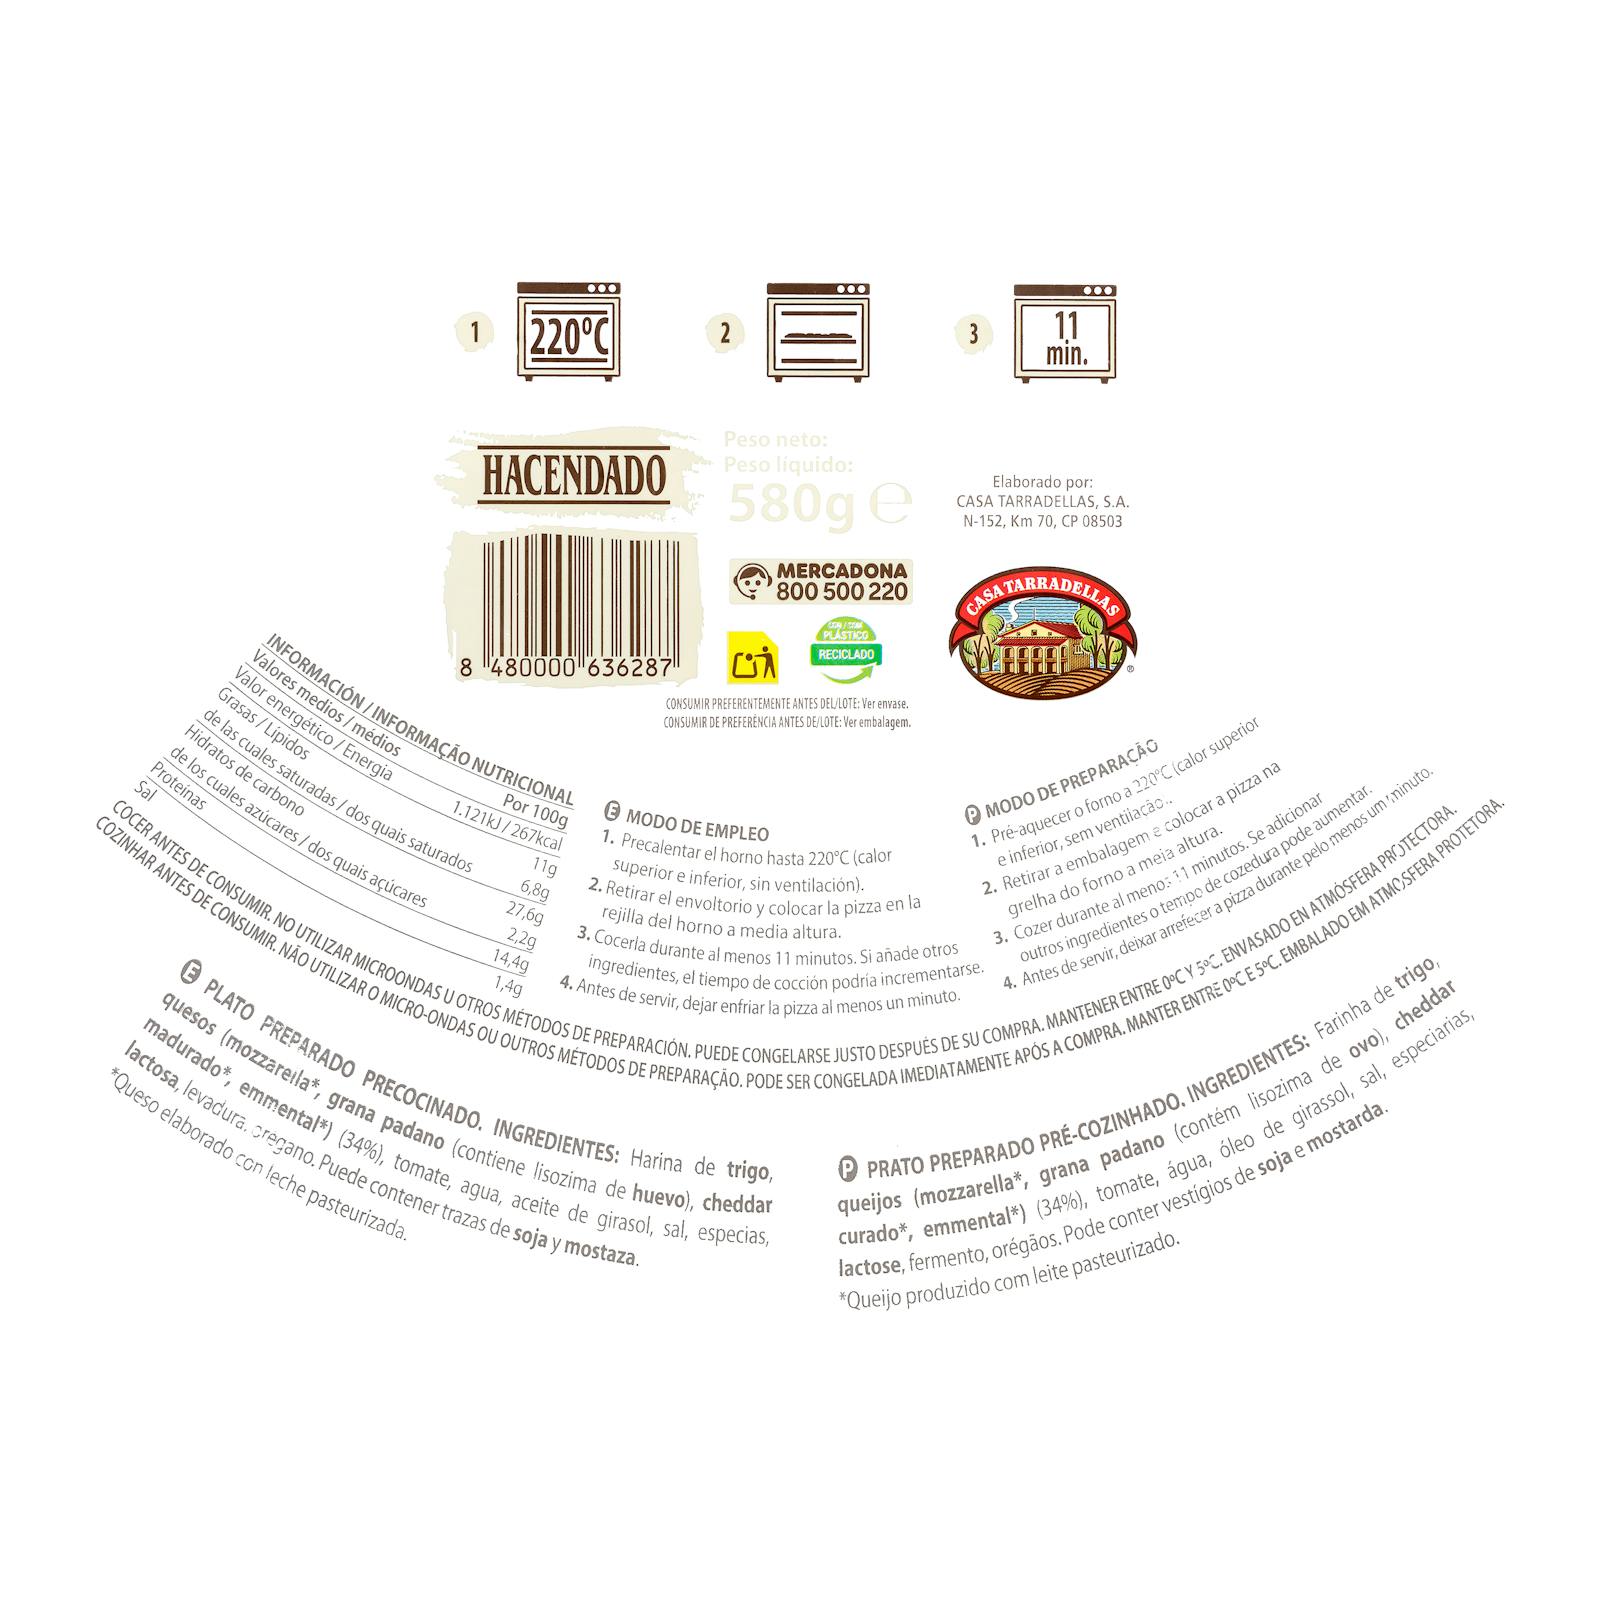 1
220ºC
2
3
11
min.
HACENDADO
8 480000 636287
Peso neto:
Peso líquido:
580g ℮
MERCADONA
800 500 220
CON / COM
PLÁSTICO
RECICLADO
Elaborado por:
CASA TARRADELLAS, S.A.
N-152, Km 70, CP 08503
CASA TARRADELLAS
®
CONSUMIR PREFERENTEMENTE ANTES DEL/LOTE: Ver envase.
CONSUMIR DE PREFERÊNCIA ANTES DE/LOTE: Ver embalagem.
INFORMACIÓN / INFORMAÇÃO NUTRICIONAL
Valores medios / médios Por 100g
Valor energético / Energia 1.121kJ / 267kcal
Grasas / Lípidos 11g
de las cuales saturadas / dos quais saturados 6,8g
Hidratos de carbono 27,6g
de los cuales azúcares / dos quais açúcares 2,2g
Proteínas 14,4g
Sal 1,4g
E MODO DE EMPLEO
1. Precalentar el horno hasta 220°C (calor
superior e inferior, sin ventilación).
2. Retirar el envoltorio y colocar la pizza en la
rejilla del horno a media altura.
3. Cocerla durante al menos 11 minutos. Si añade otros
ingredientes, el tiempo de cocción podría incrementarse.
4. Antes de servir, dejar enfriar la pizza al menos un minuto.
P MODO DE PREPARAÇÃO
1. Pré-aquecer o forno a 220°C (calor superior
e inferior, sem ventilação).
2. Retirar a embalagem e colocar a pizza na
grelha do forno a meia altura.
3. Cozer durante al menos 11 minutos. Se adicionar
outros ingredientes o tempo de cozedura pode aumentar.
4. Antes de servir, deixar arrefecer a pizza durante pelo menos um minuto.
COCER ANTES DE CONSUMIR. NO UTILIZAR MICROONDAS U OTROS MÉTODOS DE PREPARACIÓN. PUEDE CONGELARSE JUSTO DESPUÉS DE SU COMPRA. MANTENER ENTRE 0ºC Y 5ºC. ENVASADO EN ATMÓSFERA PROTECTORA.
COZINHAR ANTES DE CONSUMIR. NÃO UTILIZAR O MICRO-ONDAS OU OUTROS MÉTODOS DE PREPARAÇÃO. PODE SER CONGELADA IMEDIATAMENTE APÓS A COMPRA. MANTER ENTRE 0ºC E 5ºC. EMBALADO EM ATMOSFERA PROTETORA.
E PLATO PREPARADO PRECOCINADO. INGREDIENTES: Harina de trigo,
quesos (mozzarella*, grana padano (contiene lisozima de huevo), cheddar
madurado*, emmental*) (34%), tomate, agua, aceite de girasol, sal, especias,
lactosa, levadura, orégano. Puede contener trazas de soja y mostaza.
*Queso elaborado con leche pasteurizada.
P PRATO PREPARADO PRÉ-COZINHADO. INGREDIENTES: Farinha de trigo,
queijos (mozzarella*, grana padano (contém lisozima de ovo), cheddar
curado*, emmental*) (34%), tomate, água, óleo de girassol, sal, especiarias,
lactose, fermento, orégãos. Pode conter vestígios de soja e mostarda.
*Queijo produzido com leite pasteurizado.